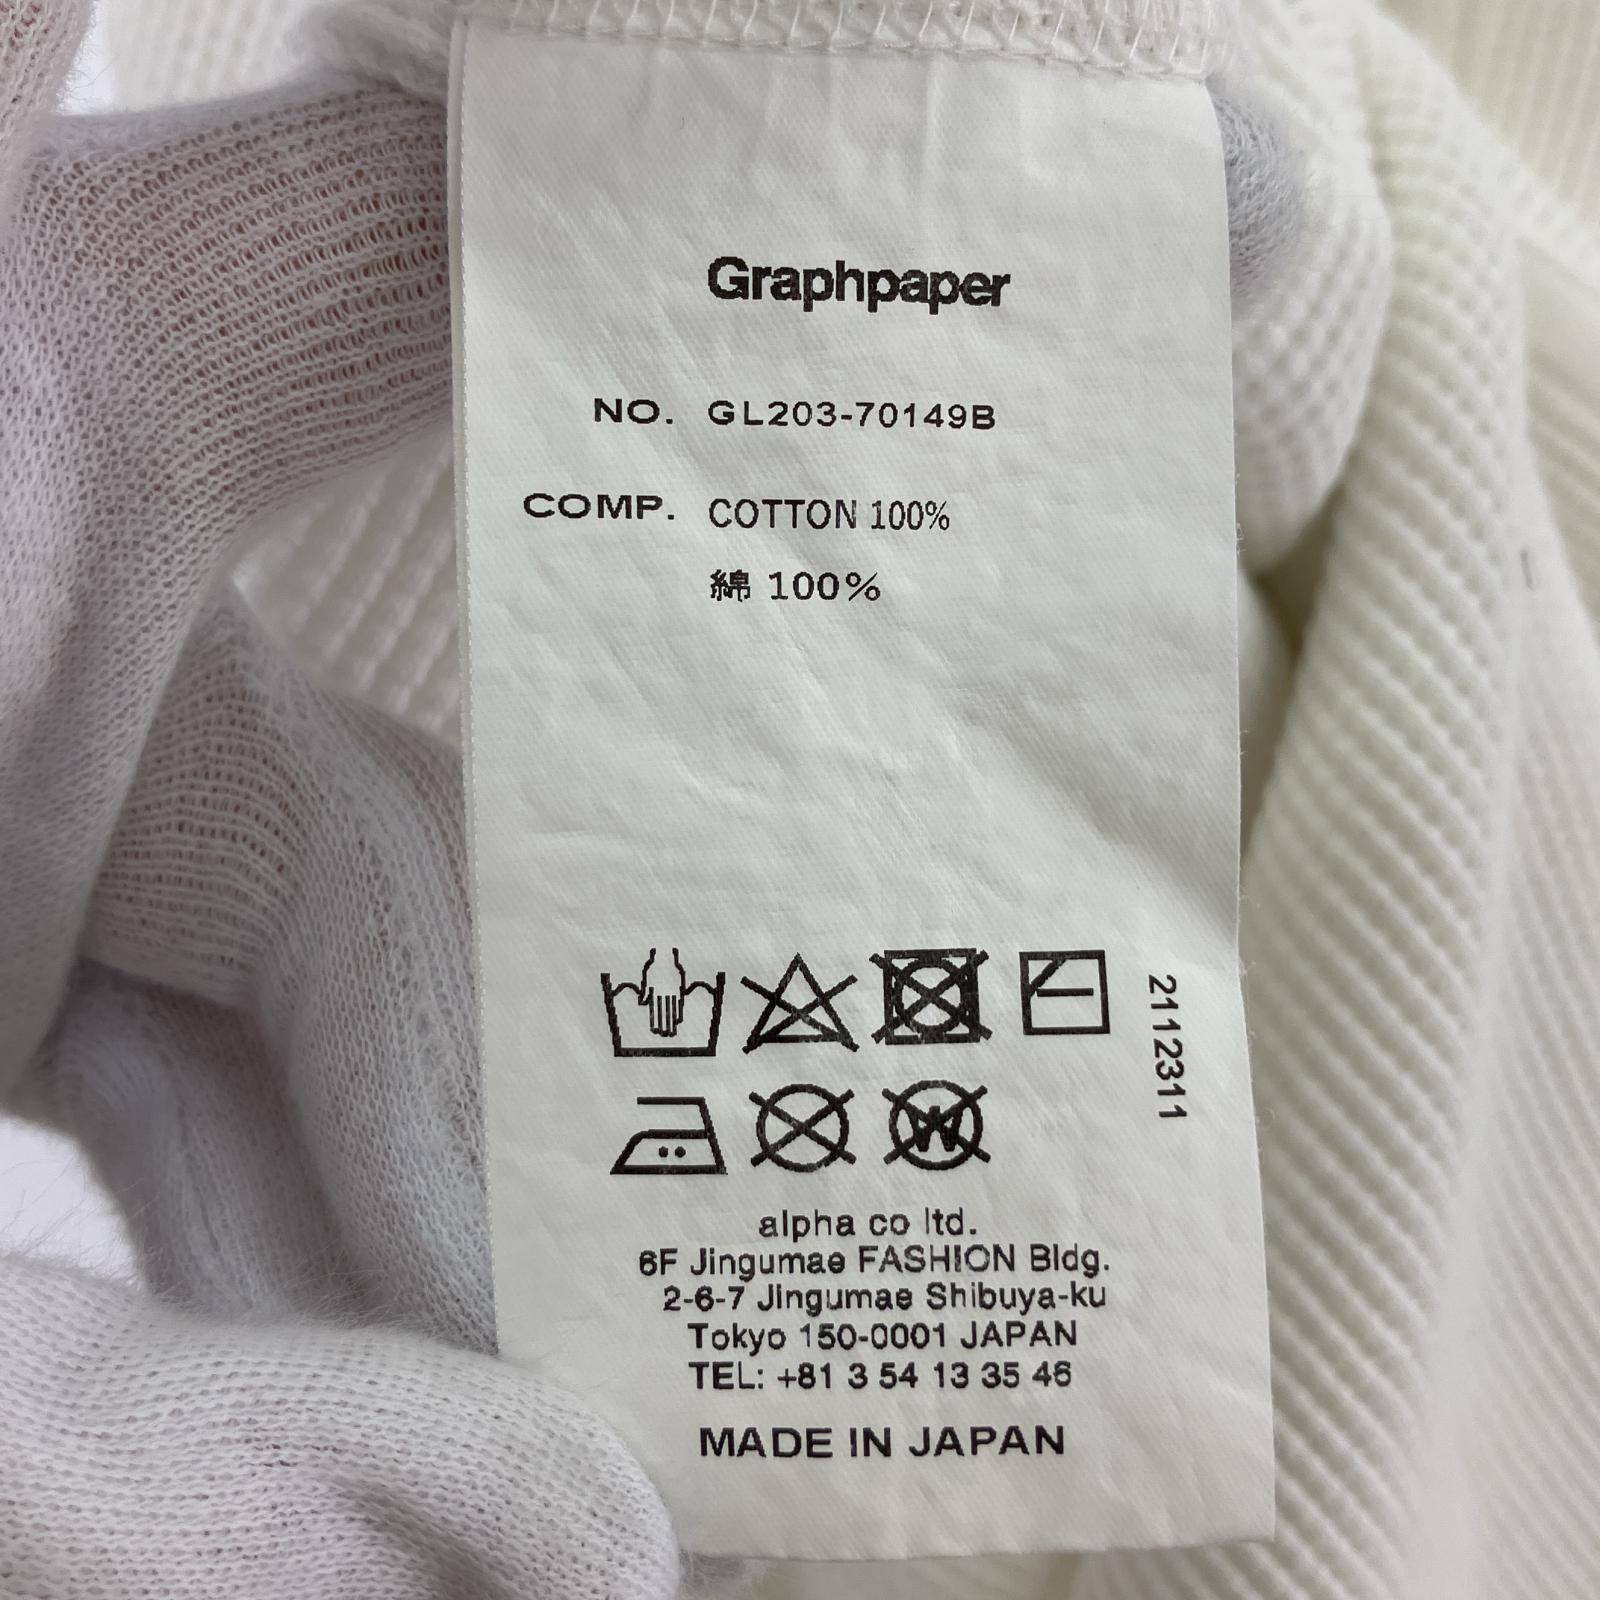 Graphpaper
NO. GL203-70149B
COMP. COTTON 100%
綿 100%
2112311
W
alpha co ltd.
6F Jingumae FASHION Bldg.
2-6-7 Jingumae Shibuya-ku
Tokyo 150-0001 JAPAN
TEL: +81 3 54 13 35 46
MADE IN JAPAN